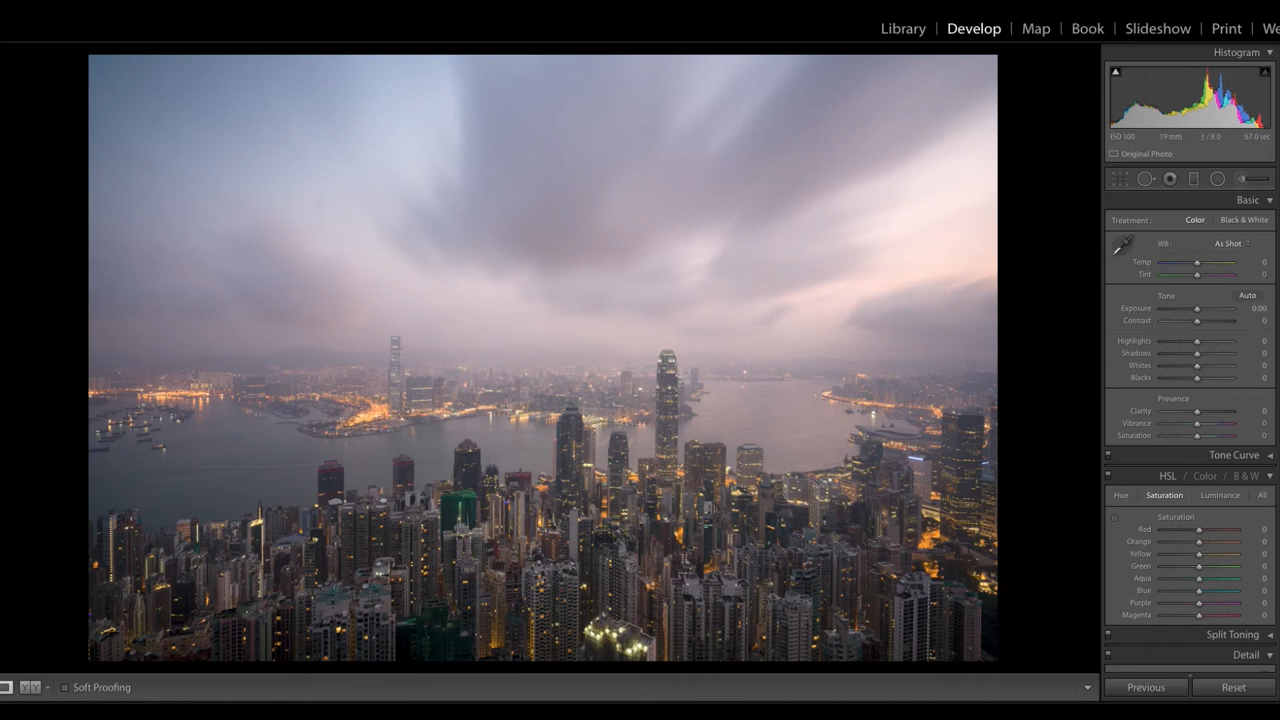 Library | Develop | Map | Book | Slideshow | Print | We
Histogram
ISO 100 19 mm f / 8.0 67.0 sec
Original Photo
Basic
Treatment : Color Black & White
WB : As Shot
Temp 0
Tint 0
Tone Auto
Exposure 0.00
Contrast 0
Highlights 0
Shadows 0
Whites 0
Blacks 0
Presence
Clarity 0
Vibrance 0
Saturation 0
Tone Curve
HSL / Color / B & W
Hue Saturation Luminance All
Saturation
Red 0
Orange 0
Yellow 0
Green 0
Aqua 0
Blue 0
Purple 0
Magenta 0
Split Toning
Detail
Y Y Soft Proofing Previous Reset